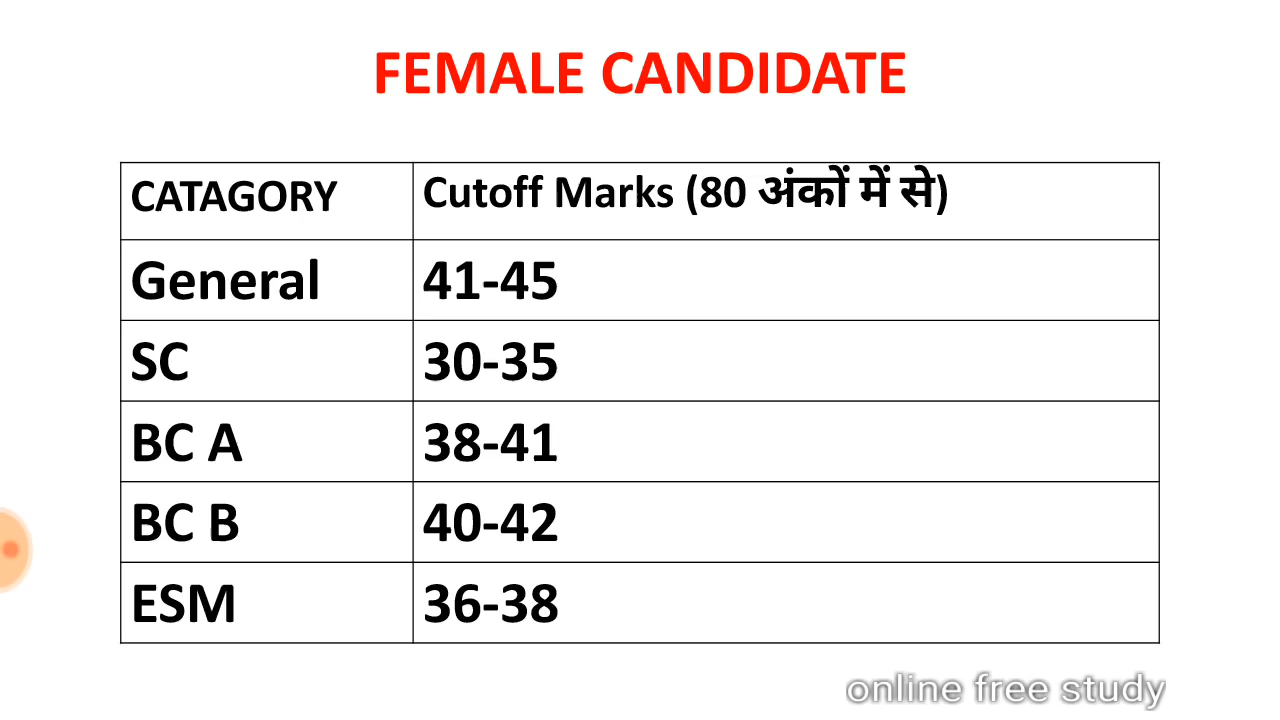 FEMALE CANDIDATE
CATAGORY Cutoff Marks (80 अंकों में से)
General 41-45
SC 30-35
BC A 38-41
BC B 40-42
ESM 36-38
online free study